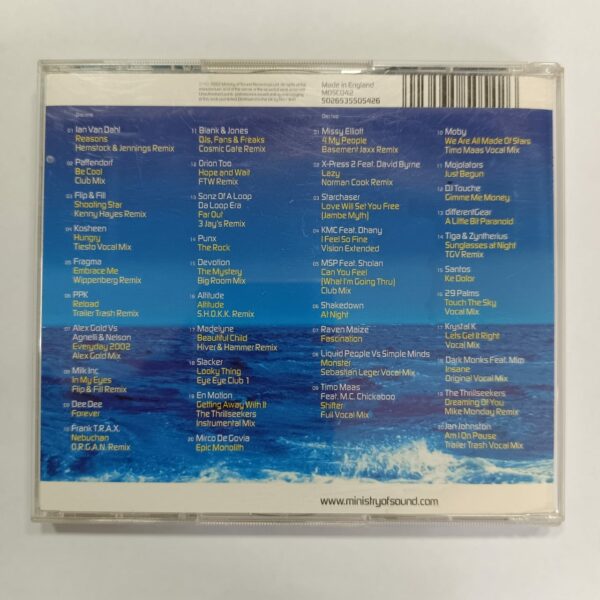 Made in England
MOSCD42
5026535505426
Disc one
01 Ian Van Dahl
Reasons
Hemstock & Jennings Remix
02 Paffendorf
Be Cool
Club Mix
03 Flip & Fill
Shooting Star
Kenny Hayes Remix
04 Kosheen
Hungry
Tiesto Vocal Mix
05 Fragma
Embrace Me
Wippenberg Remix
06 PPK
Reload
Trailer Trash Remix
07 Alex Gold Vs
Agnelli & Nelson
Everyday 2002
Alex Gold Mix
08 Milk Inc
In My Eyes
Flip & Fill Remix
09 Dee Dee
Forever
10 Frank T.R.A.X.
Nebuchan
O.R.G.A.N. Remix
11 Blank & Jones
DJs, Fans & Freaks
Cosmic Gate Remix
12 Orion Too
Hope and Wait
FTW Remix
13 Sonz Of A Loop
Da Loop Era
Far Out
3 Jay's Remix
14 Punx
The Rock
15 Devotion
The Mystery
Big Room Mix
16 Altitude
Altitude
S.H.O.K.K. Remix
17 Madelyne
Beautiful Child
Hiver & Hammer Remix
18 Slacker
Looky Thing
Eye Eye Club 1
19 En Motion
Getting Away With It
The Thrillseekers
Instrumental Mix
20 Mirco De Govia
Epic Monolith
Disc two
01 Missy Elliott
4 My People
Basement Jaxx Remix
02 X-Press 2 Feat. David Byrne
Lazy
Norman Cook Remix
03 Starchaser
Love Will Set You Free
(Jambe Myth)
04 KMC Feat. Dhany
I Feel So Fine
Vision Extended
05 MSP Feat. Sholan
Can You Feel
(What I'm Going Thru)
Club Mix
06 Shakedown
At Night
07 Raven Maize
Fascination
08 Liquid People Vs Simple Minds
Monster
Sebastian Leger Vocal Mix
09 Timo Maas
Feat. M.C. Chickaboo
Shifter
Full Vocal Mix
10 Moby
We Are All Made Of Stars
Timo Maas Vocal Mix
11 Mojolators
Just Begun
12 DJ Touche
Gimme Me Money
13 differentGear
A Little Bit Paranoid
14 Tiga & Zyntherius
Sunglasses at Night
TGV Remix
15 Santos
Ke Dolor
16 29 Palms
Touch The Sky
Vocal Mix
17 Krystal K
Lets Get It Right
Vocal Mix
18 Dark Monks Feat. Mim
Insane
Original Vocal Mix
19 The Thrillseekers
Dreaming Of You
Mike Monday Remix
20 Jan Johnston
Am I On Pause
Trailer Trash Vocal Mix
www.ministryofsound.com